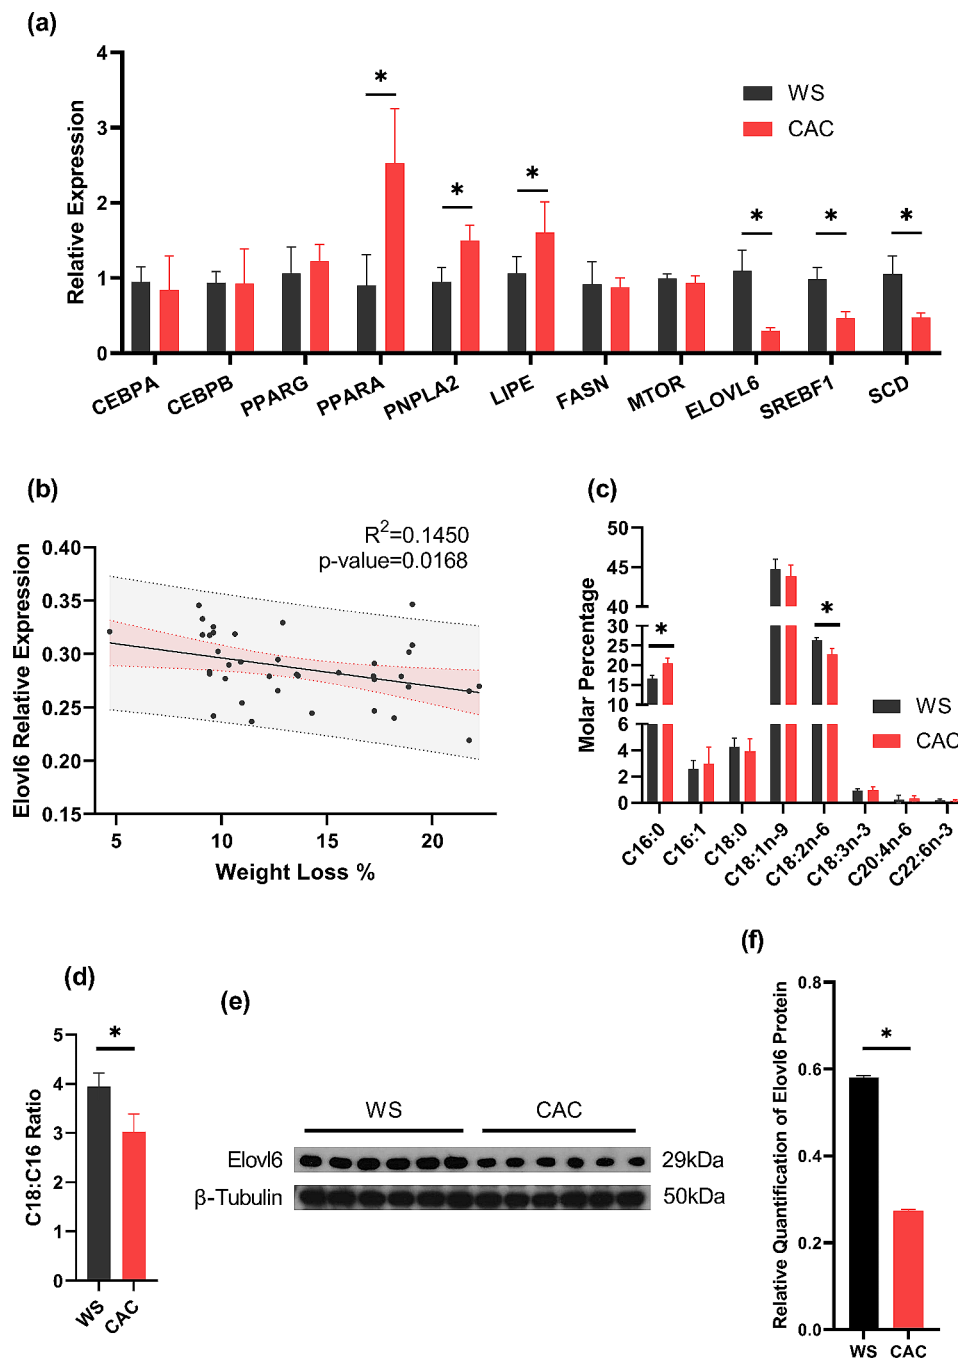 (a)
Relative Expression
4
3
2
1
0
*
*
*
*
*
*
WS
CAC
CEBPA
CEBPB
PPARG
PPARA
PNPLA2
LIPE
FASN
MTOR
ELOVL6
SREBF1
SCD
(b)
Elovl6 Relative Expression
0.40
0.35
0.30
0.25
0.20
0.15
R²=0.1450
p-value=0.0168
5
10
15
20
Weight Loss %
(c)
Molar Percentage
50
45
40
30
25
20
15
10
6
4
2
0
*
*
WS
CAC
C16:0
C16:1
C18:0
C18:1n-9
C18:2n-6
C18:3n-3
C20:4n-6
C22:6n-3
(d)
C18:C16 Ratio
5
4
3
2
1
0
*
WS
CAC
(e)
WS
CAC
Elovl6
29kDa
β-Tubulin
50kDa
(f)
Relative Quantification of Elovl6 Protein
0.8
0.6
0.4
0.2
0.0
*
WS
CAC